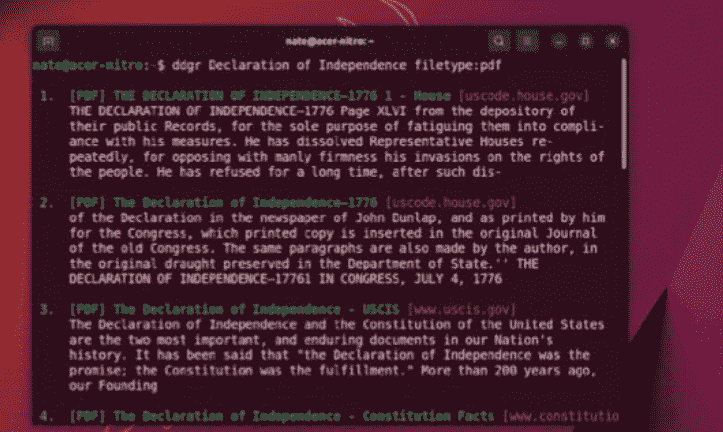 nate@acer-nitro: ~
nate@acer-nitro:~$ ddgr Declaration of Independence filetype:pdf
1. [PDF] THE DECLARATION OF INDEPENDENCE—1776 1 - House [uscode.house.gov]
THE DECLARATION OF INDEPENDENCE—1776 Page XLVI from the depository of
their public Records, for the sole purpose of fatiguing them into compli-
ance with his measures. He has dissolved Representative Houses re-
peatedly, for opposing with manly firmness his invasions on the rights of
the people. He has refused for a long time, after such dis-
2. [PDF] The Declaration of Independence—1776 [uscode.house.gov]
of the Declaration in the newspaper of John Dunlap, and as printed by him
for the Congress, which printed copy is inserted in the original Journal
of the old Congress. The same paragraphs are also made by the author, in
the original draught preserved in the Department of State.'' THE
DECLARATION OF INDEPENDENCE—17761 IN CONGRESS, JULY 4, 1776
3. [PDF] The Declaration of Independence - USCIS [www.uscis.gov]
The Declaration of Independence and the Constitution of the United States
are the two most important, and enduring documents in our Nation's
history. It has been said that "the Declaration of Independence was the
promise; the Constitution was the fulfillment." More than 200 years ago,
our Founding
4. [PDF] The Declaration of Independence - Constitution Facts [www.constitutio